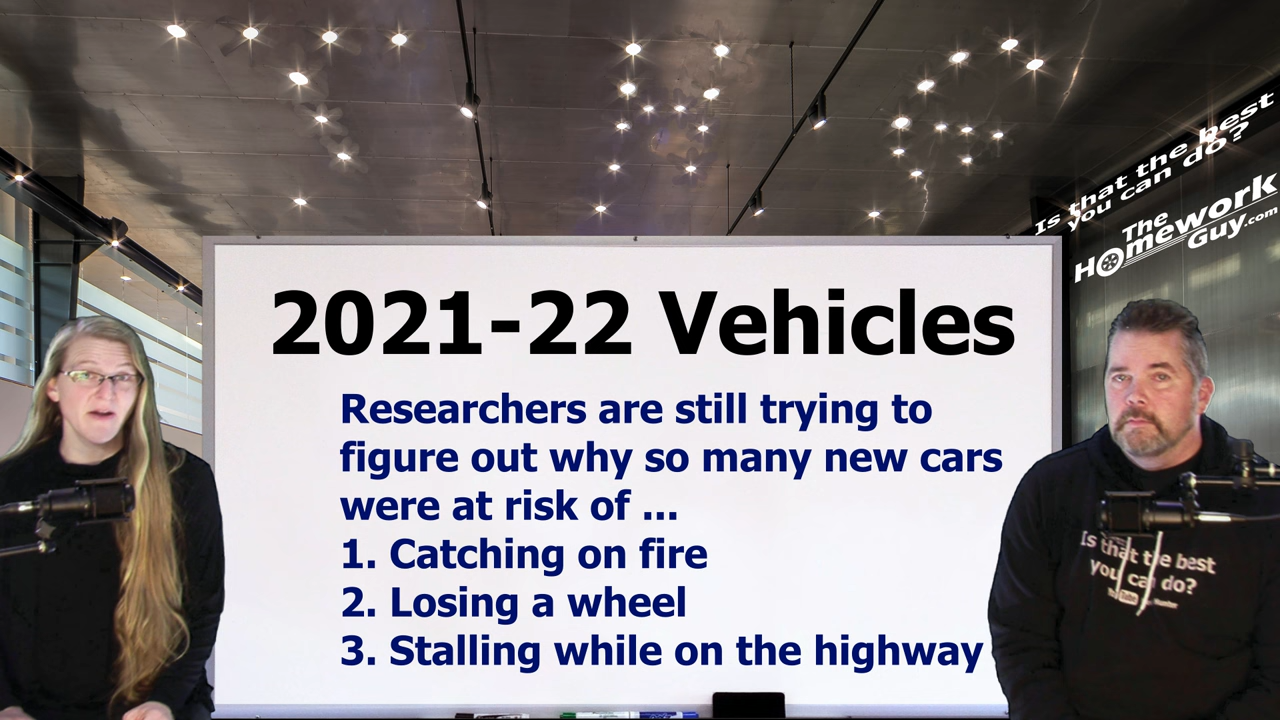 Is that the best
you can do?
The
Homework
Guy.com
2021-22 Vehicles
Researchers are still trying to
figure out why so many new cars
were at risk of ...
1. Catching on fire
2. Losing a wheel
3. Stalling while on the highway
Is that the best
you can do?